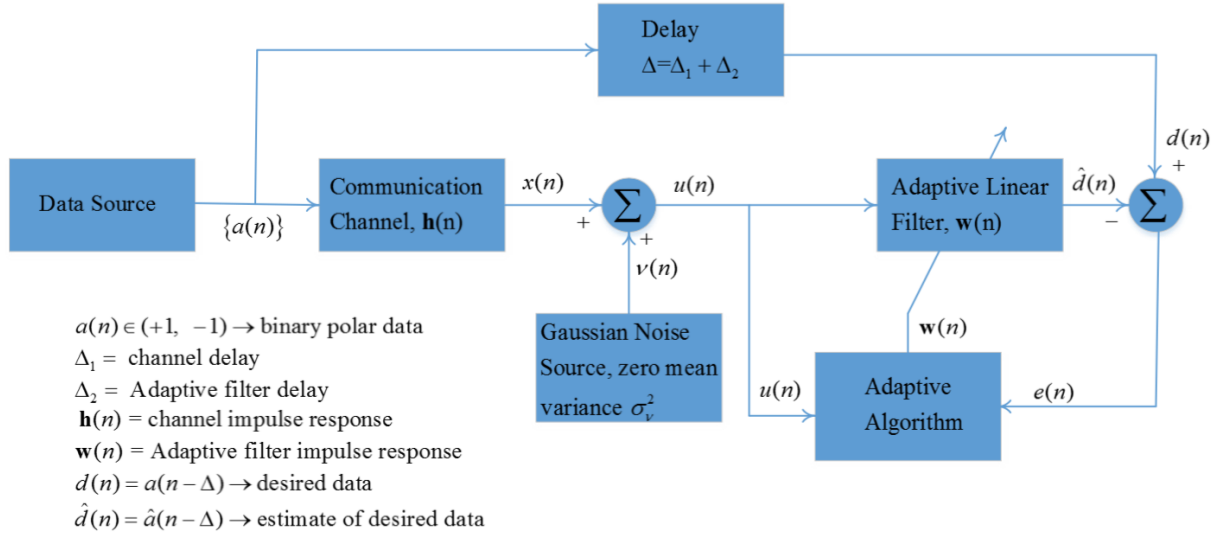 Delay
Δ=Δ₁ + Δ₂
d(n)
+
Data Source
{a(n)}
Communication
Channel, h(n)
x(n)
+
Σ
+
u(n)
ν(n)
Adaptive Linear
Filter, w(n)
d̂(n)
−
Σ
Gaussian Noise
Source, zero mean
variance σ²ᵥ
u(n)
w(n)
Adaptive
Algorithm
e(n)
a(n) ∈ (+1, −1) → binary polar data
Δ₁ = channel delay
Δ₂ = Adaptive filter delay
h(n) = channel impulse response
w(n) = Adaptive filter impulse response
d(n) = a(n − Δ) → desired data
d̂(n) = â(n − Δ) → estimate of desired data